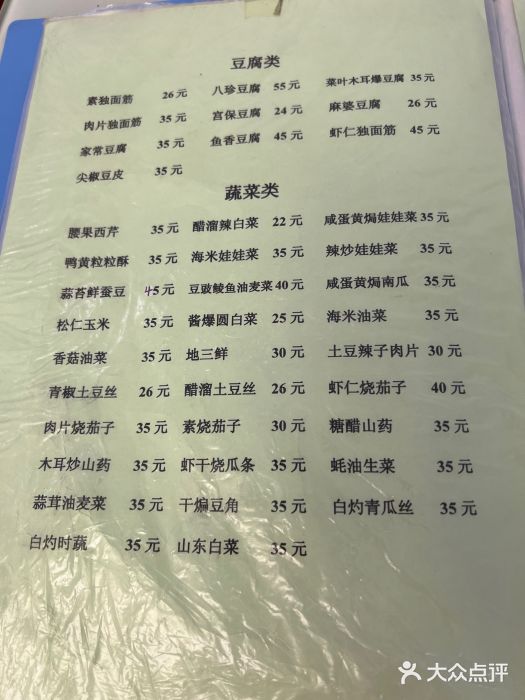 豆腐类
素独面筋 26元 八珍豆腐 55元 菜叶木耳爆豆腐 35元
肉片独面筋 35元 宫保豆腐 24元 麻婆豆腐 26元
家常豆腐 35元 鱼香豆腐 45元 虾仁独面筋 45元
尖椒豆皮 35元
蔬菜类
腰果西芹 35元 醋溜辣白菜 22元 咸蛋黄焗娃娃菜 35元
鸭黄粒粒酥 35元 海米娃娃菜 35元 辣炒娃娃菜 35元
蒜苔鲜蚕豆 45元 豆豉鲮鱼油麦菜 40元 咸蛋黄焗南瓜 35元
松仁玉米 35元 酱爆圆白菜 25元 海米油菜 35元
香菇油菜 35元 地三鲜 30元 土豆辣子肉片 30元
青椒土豆丝 26元 醋溜土豆丝 26元 虾仁烧茄子 40元
肉片烧茄子 35元 素烧茄子 30元 糖醋山药 35元
木耳炒山药 35元 虾干烧瓜条 35元 蚝油生菜 35元
蒜茸油麦菜 35元 干煸豆角 35元 白灼青瓜丝 35元
白灼时蔬 35元 山东白菜 35元
大众点评